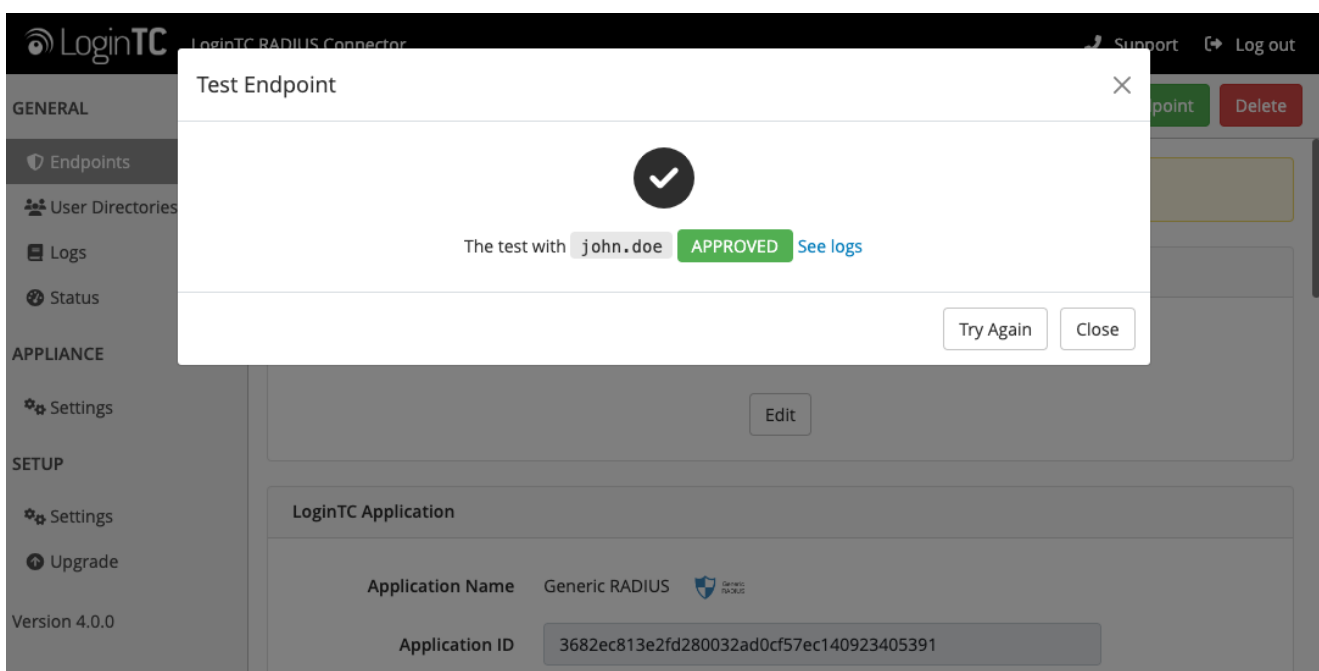 LoginTC LoginTC RADIUS Connector Support Log out
Test Endpoint
GENERAL
point Delete
Endpoints
User Directories
The test with john.doe APPROVED See logs
Logs
Status
Try Again Close
APPLIANCE
Settings
Edit
SETUP
LoginTC Application
Settings
Upgrade
Application Name Generic RADIUS Generic RADIUS
Version 4.0.0
Application ID 3682ec813e2fd280032ad0cf57ec140923405391